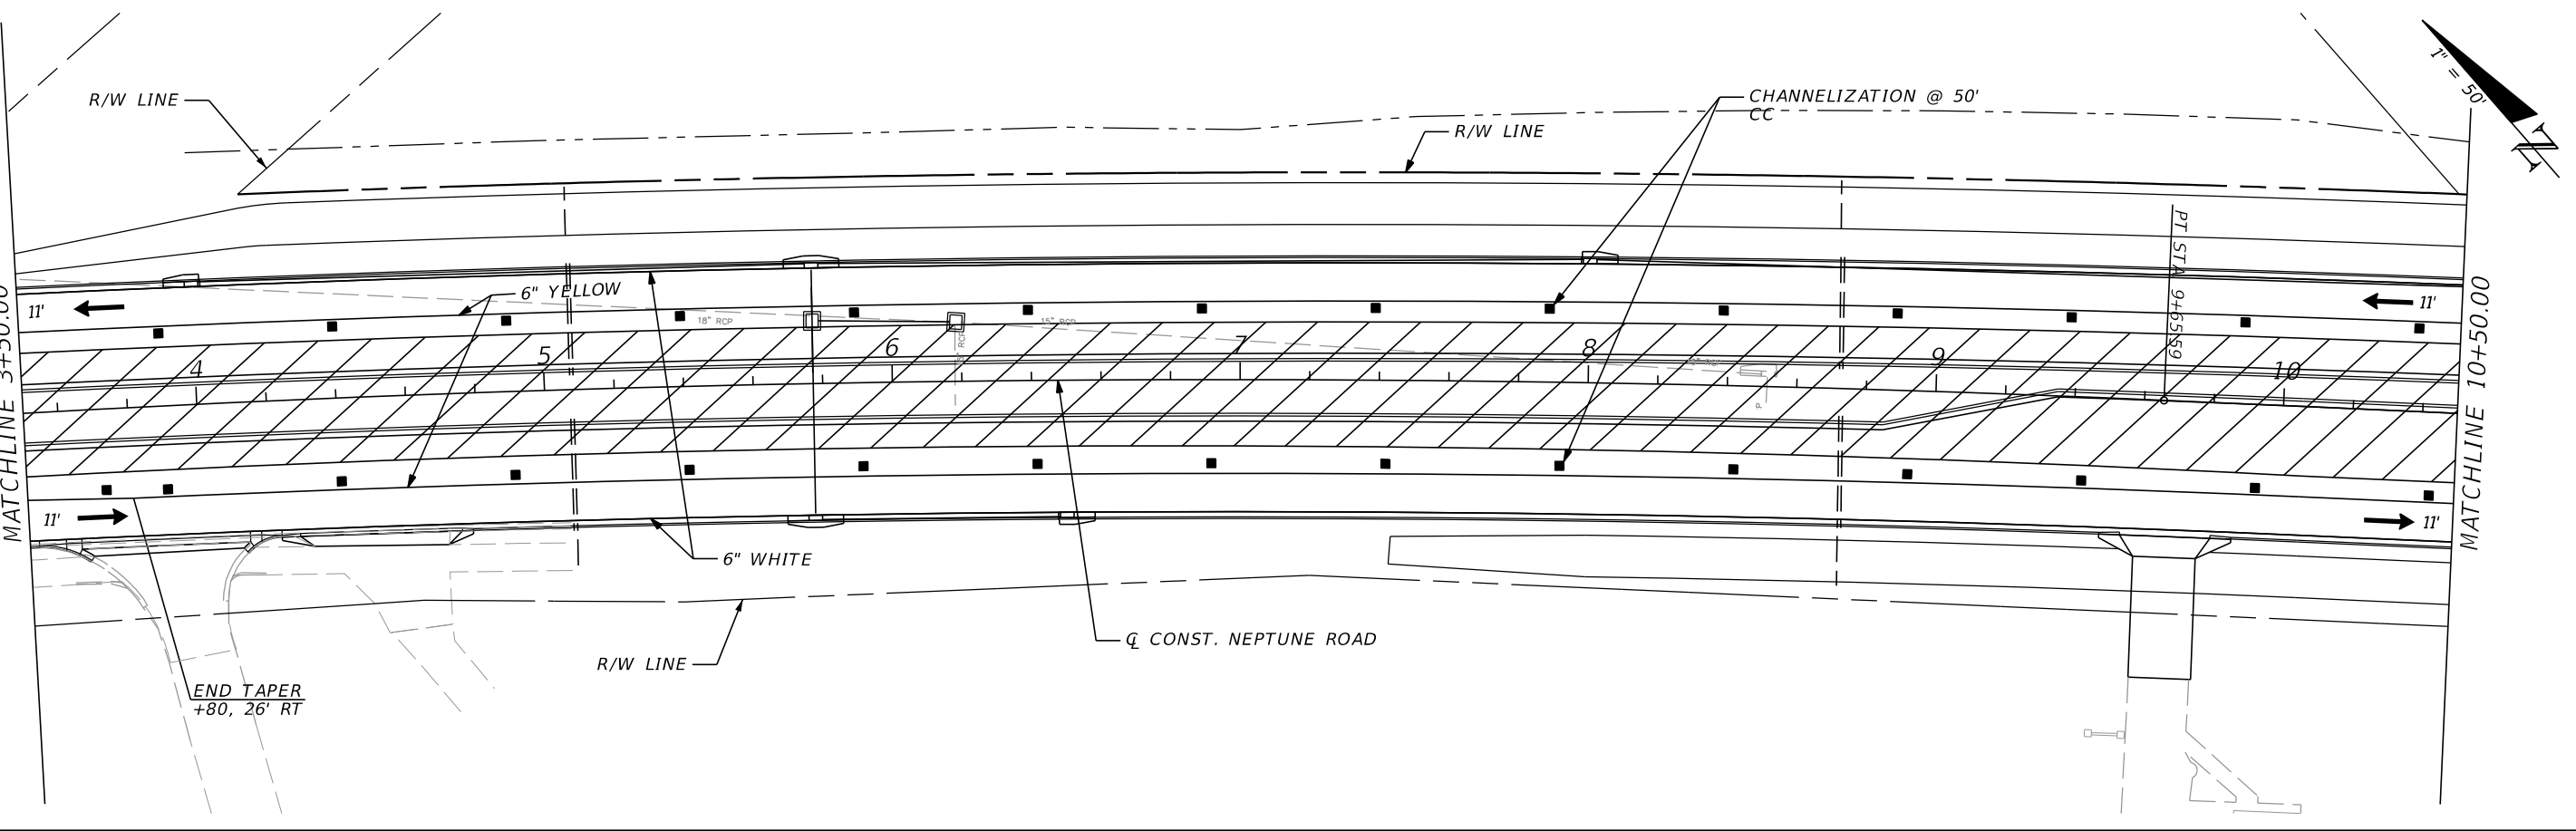 1" = 50'
N
CHANNELIZATION @ 50'
CC
R/W LINE
R/W LINE
PT STA 9+65.59
6" YELLOW
11'
11'
18" RCP
15" RCP
4
5
6
7
8
9
10
MATCHLINE 3+50.00
MATCHLINE 10+50.00
11'
11'
6" WHITE
℄ CONST. NEPTUNE ROAD
R/W LINE
END TAPER
+80, 26' RT